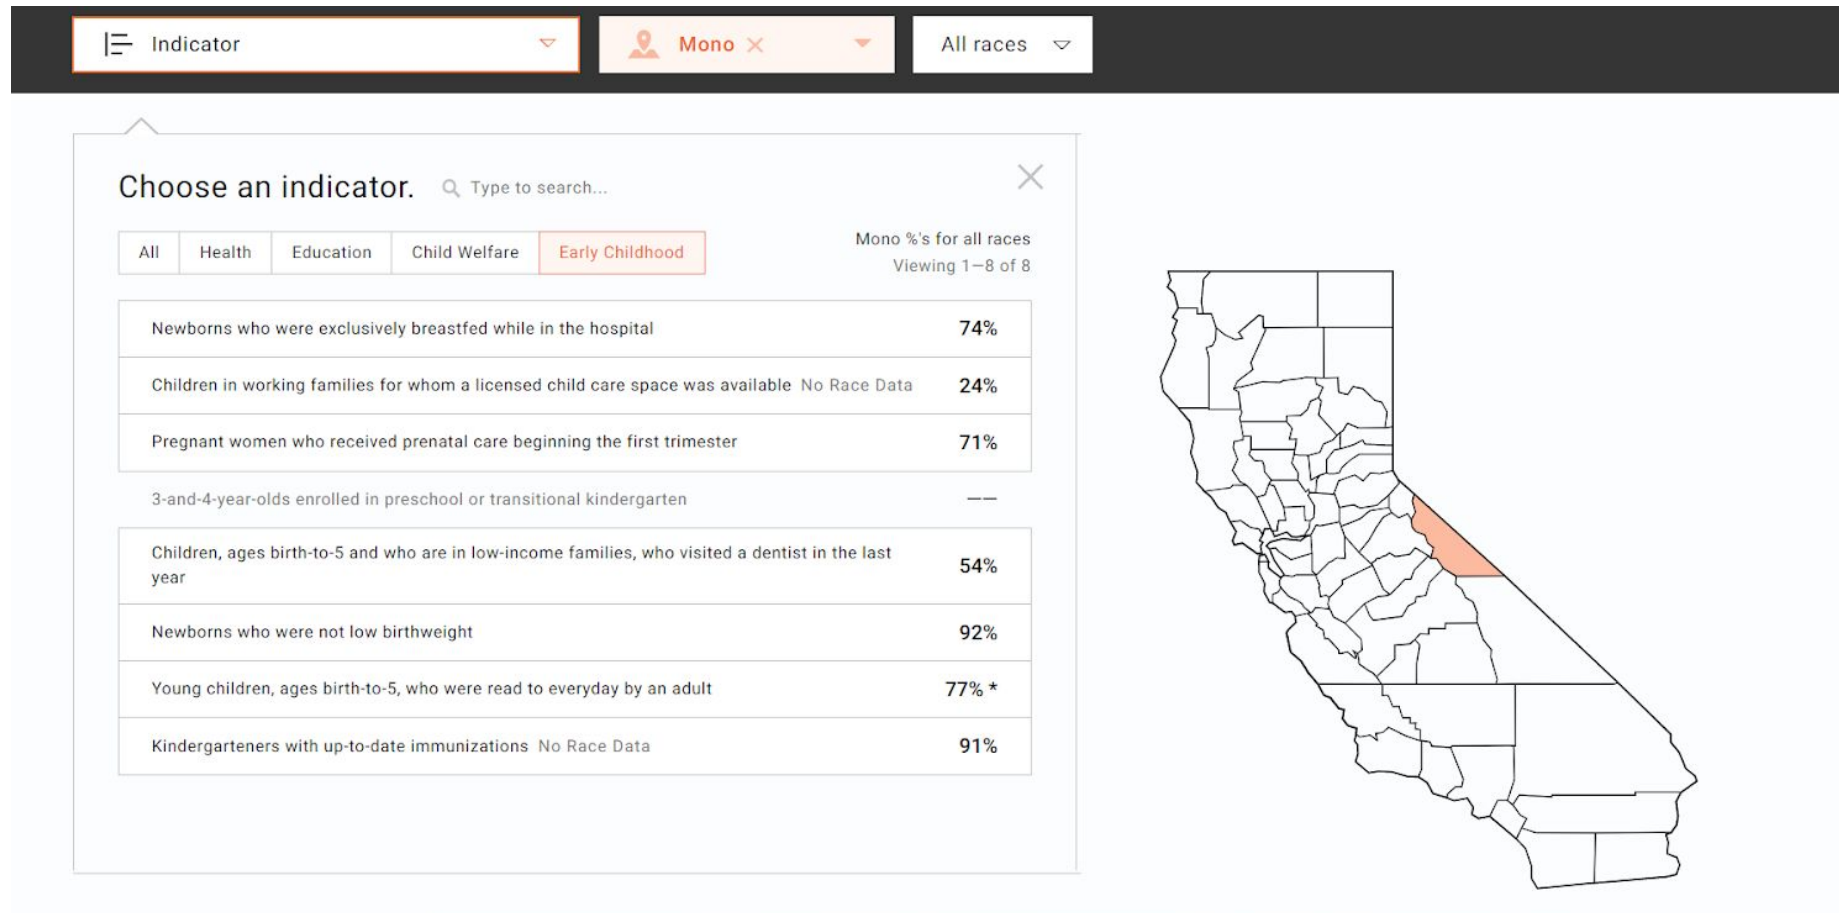 Indicator
Mono
All races
Choose an indicator.
Type to search...
All
Health
Education
Child Welfare
Early Childhood
Mono %'s for all races
Viewing 1–8 of 8
Newborns who were exclusively breastfed while in the hospital 74%
Children in working families for whom a licensed child care space was available No Race Data 24%
Pregnant women who received prenatal care beginning the first trimester 71%
3-and-4-year-olds enrolled in preschool or transitional kindergarten ——
Children, ages birth-to-5 and who are in low-income families, who visited a dentist in the last
year
54%
Newborns who were not low birthweight 92%
Young children, ages birth-to-5, who were read to everyday by an adult 77% *
Kindergarteners with up-to-date immunizations No Race Data 91%